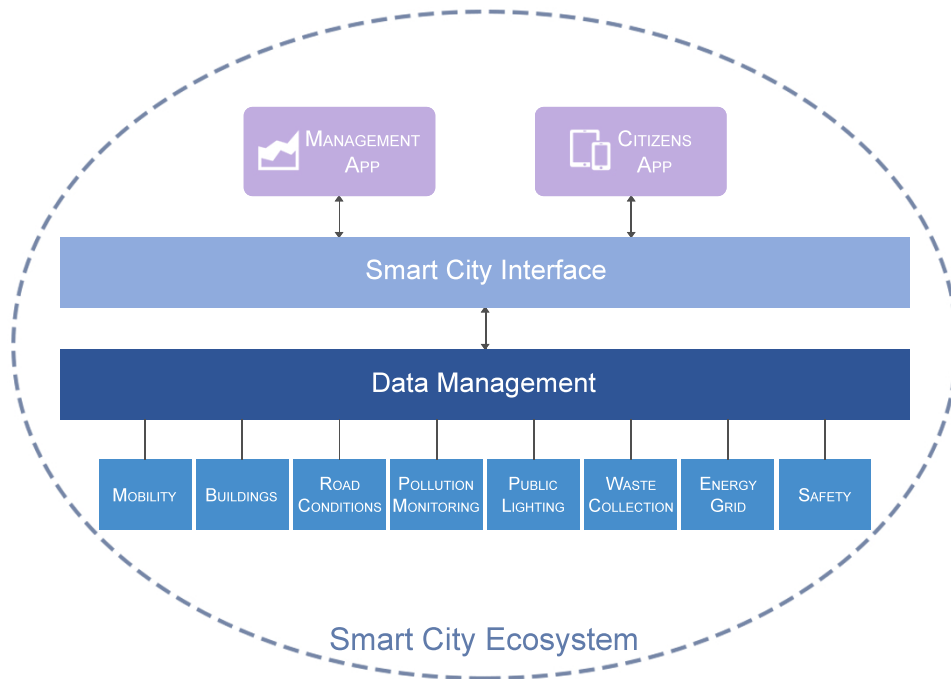 Management
App
Citizens
App
Smart City Interface
Data Management
Mobility
Buildings
Road
Conditions
Pollution
Monitoring
Public
Lighting
Waste
Collection
Energy
Grid
Safety
Smart City Ecosystem